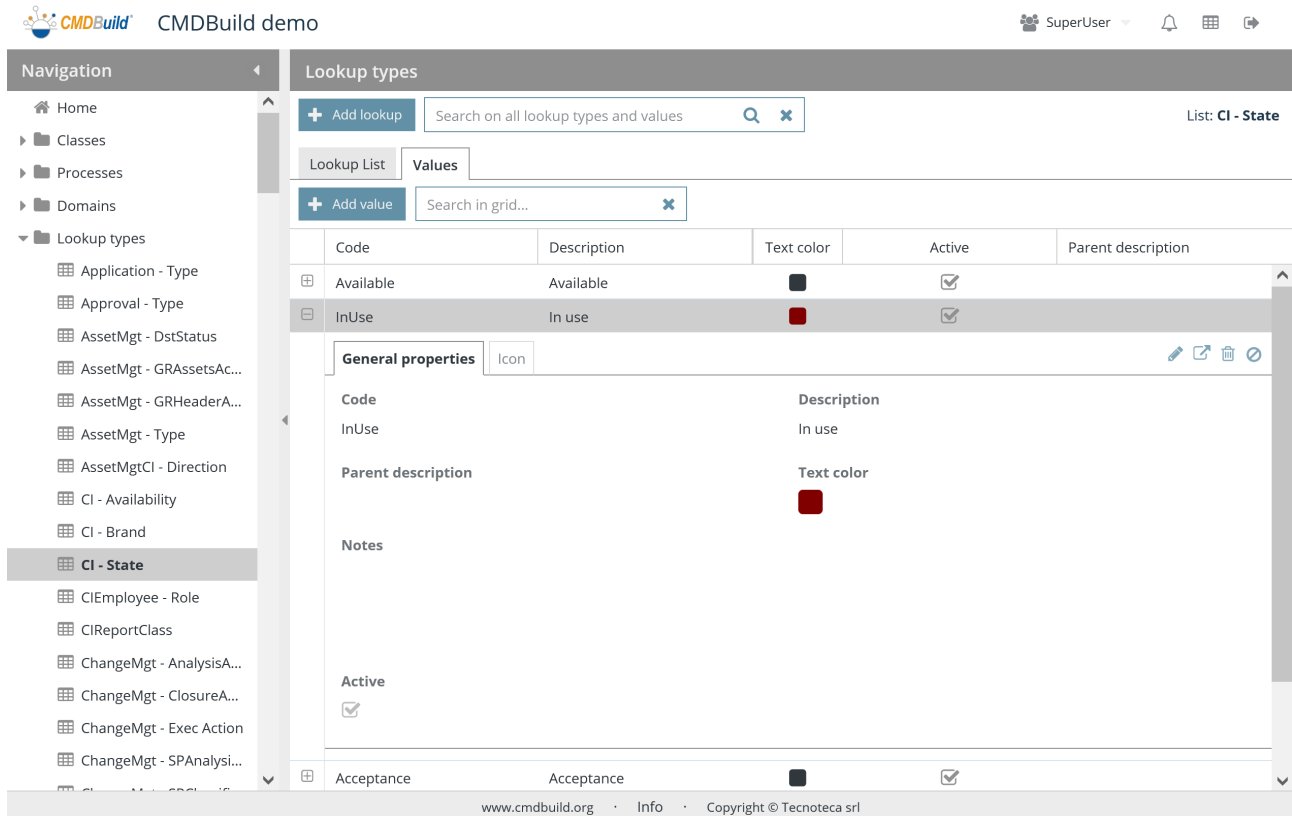 CMDBuild® CMDBuild demo SuperUser
Navigation
Lookup types
Home
Classes
Processes
Domains
Lookup types
Application - Type
Approval - Type
AssetMgt - DstStatus
AssetMgt - GRAssetsAc...
AssetMgt - GRHeaderA...
AssetMgt - Type
AssetMgtCI - Direction
CI - Availability
CI - Brand
CI - State
CIEmployee - Role
CIReportClass
ChangeMgt - AnalysisA...
ChangeMgt - ClosureA...
ChangeMgt - Exec Action
ChangeMgt - SPAnalysi...
Add lookup Search on all lookup types and values List: CI - State
Lookup List Values
Add value Search in grid...
Code Description Text color Active Parent description
Available Available
InUse In use
General properties Icon
Code Description
InUse In use
Parent description Text color
Notes
Active
Acceptance Acceptance
www.cmdbuild.org · Info · Copyright © Tecnoteca srl